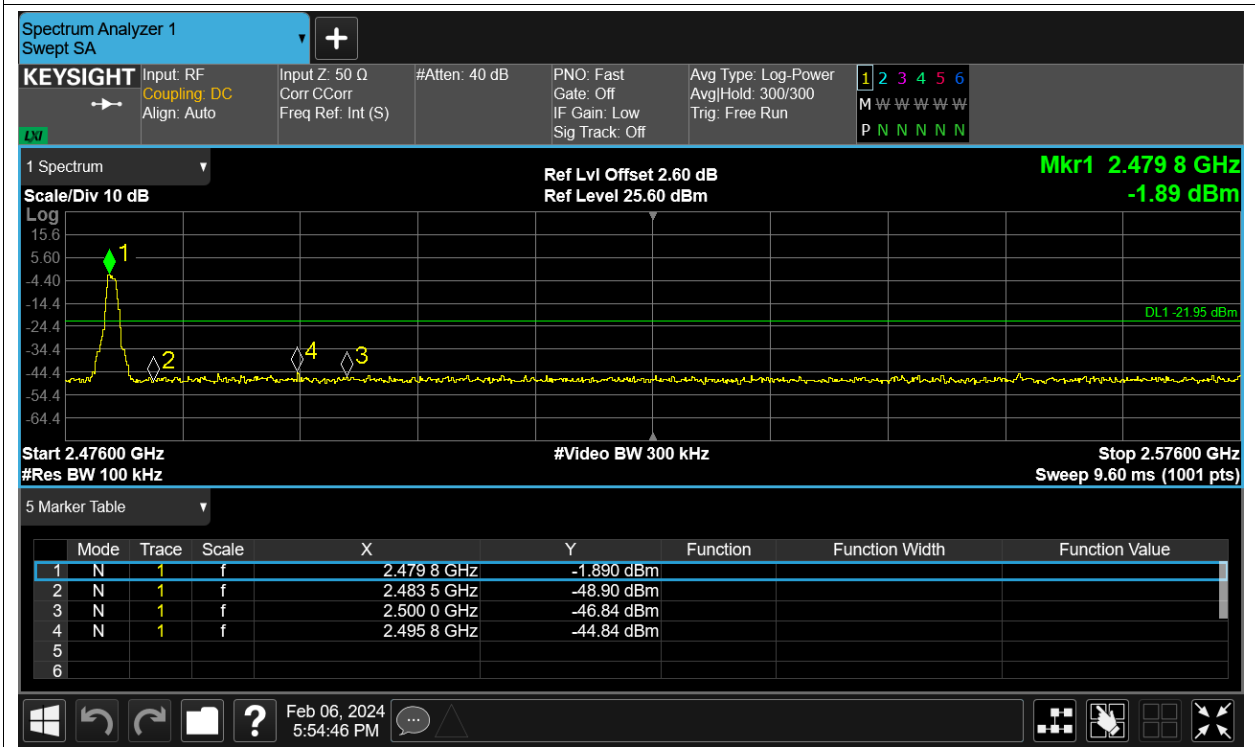 Spectrum Analyzer 1
Swept SA
+
KEYSIGHT Input: RF Input Z: 50 Ω #Atten: 40 dB PNO: Fast Avg Type: Log-Power 1 2 3 4 5 6
Coupling: DC Corr CCorr Gate: Off Avg|Hold: 300/300 M W W W W W W
Align: Auto Freq Ref: Int (S) IF Gain: Low Trig: Free Run
LXI Sig Track: Off P N N N N N N
1 Spectrum Ref Lvl Offset 2.60 dB Mkr1 2.479 8 GHz
Scale/Div 10 dB Ref Level 25.60 dBm -1.89 dBm
Log
15.6
5.60 1
-4.40
-14.4
DL1 -21.95 dBm
-24.4
-34.4 2 4 3
-44.4
-54.4
-64.4
Start 2.47600 GHz #Video BW 300 kHz Stop 2.57600 GHz
#Res BW 100 kHz Sweep 9.60 ms (1001 pts)
5 Marker Table
Mode Trace Scale X Y Function Function Width Function Value
1 N 1 f 2.479 8 GHz -1.890 dBm
2 N 1 f 2.483 5 GHz -48.90 dBm
3 N 1 f 2.500 0 GHz -46.84 dBm
4 N 1 f 2.495 8 GHz -44.84 dBm
5
6
? Feb 06, 2024
5:54:46 PM